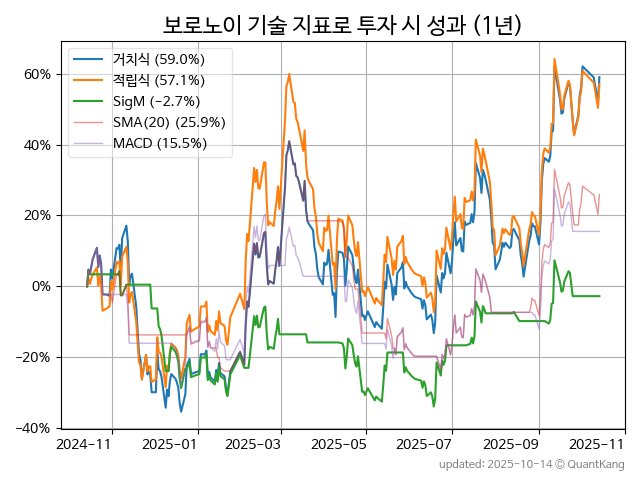 보로노이 기술 지표로 투자 시 성과 (1년)
거치식 (59.0%)
적립식 (57.1%)
SigM (-2.7%)
SMA(20) (25.9%)
MACD (15.5%)
60%
40%
20%
0%
−20%
−40%
2024-11 2025-01 2025-03 2025-05 2025-07 2025-09 2025-11
updated: 2025-10-14 © QuantKang